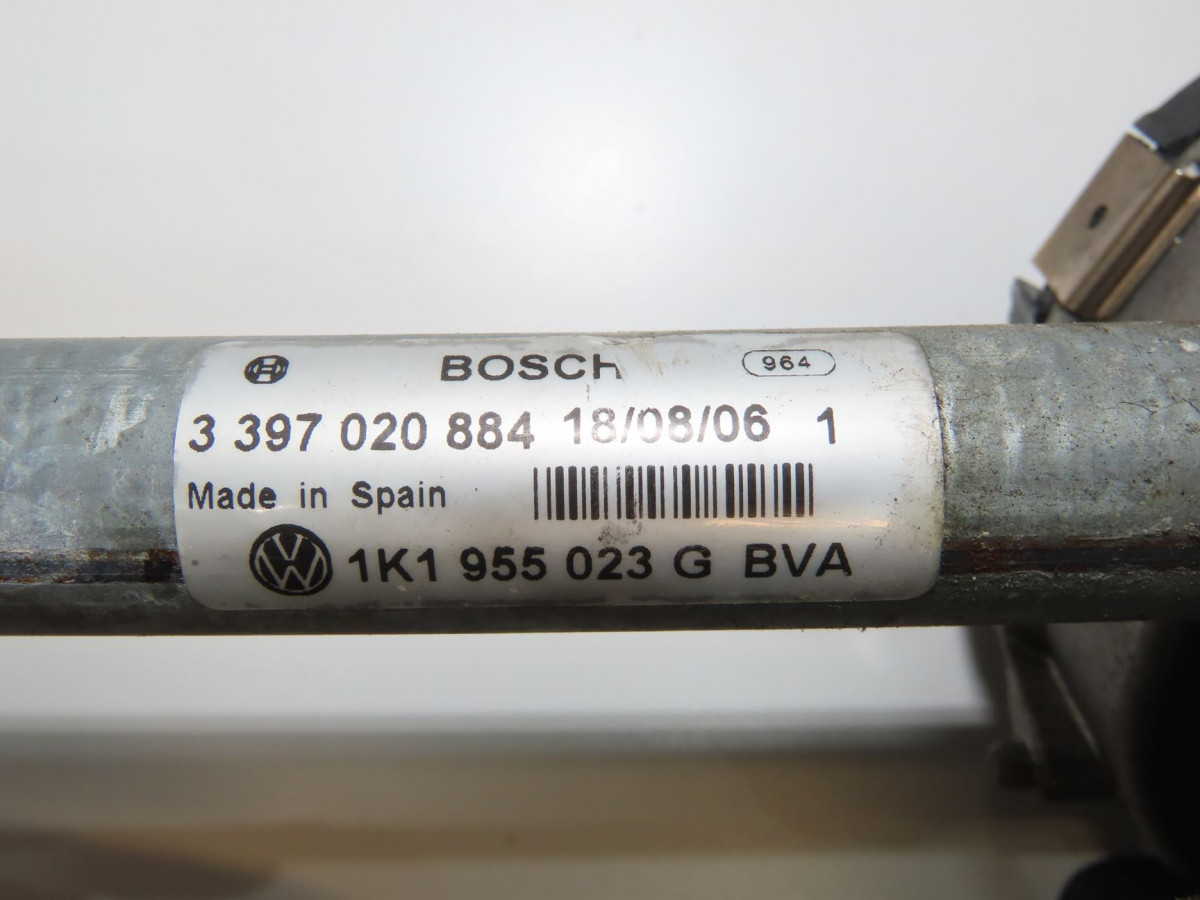 BOSCH 964
3 397 020 884 18/08/06 1
Made in Spain
1K1 955 023 G BVA